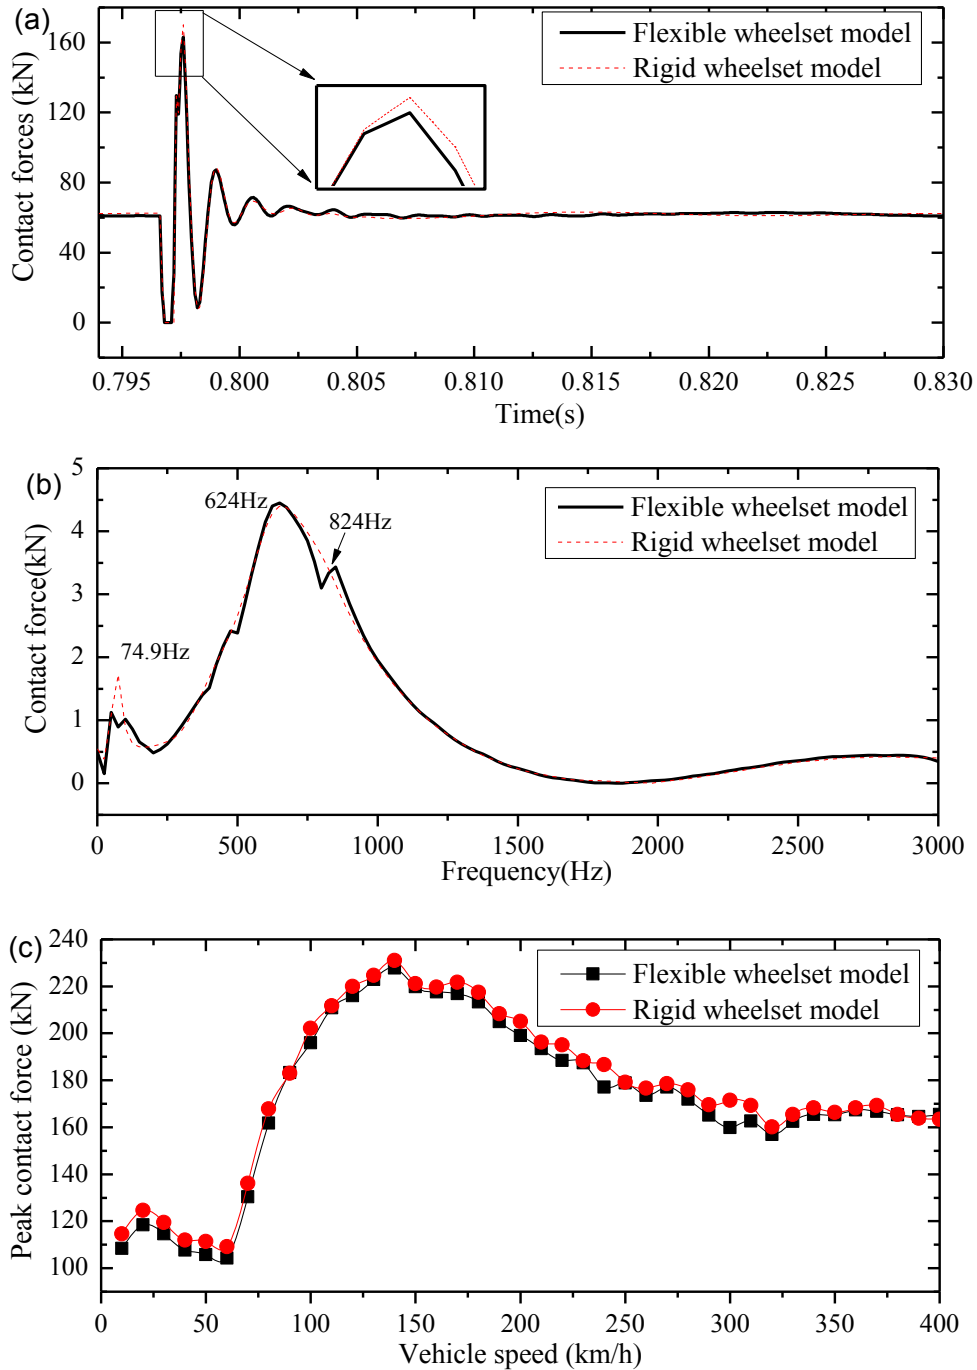 (a)
Contact forces (kN)
160
120
80
40
0
Flexible wheelset model
Rigid wheelset model
0.795 0.800 0.805 0.810 0.815 0.820 0.825 0.830
Time(s)
(b)
Contact force(kN)
5
4
3
2
1
0
624Hz
824Hz
74.9Hz
Flexible wheelset model
Rigid wheelset model
0 500 1000 1500 2000 2500 3000
Frequency(Hz)
(c)
Peak contact force (kN)
240
220
200
180
160
140
120
100
Flexible wheelset model
Rigid wheelset model
0 50 100 150 200 250 300 350 400
Vehicle speed (km/h)